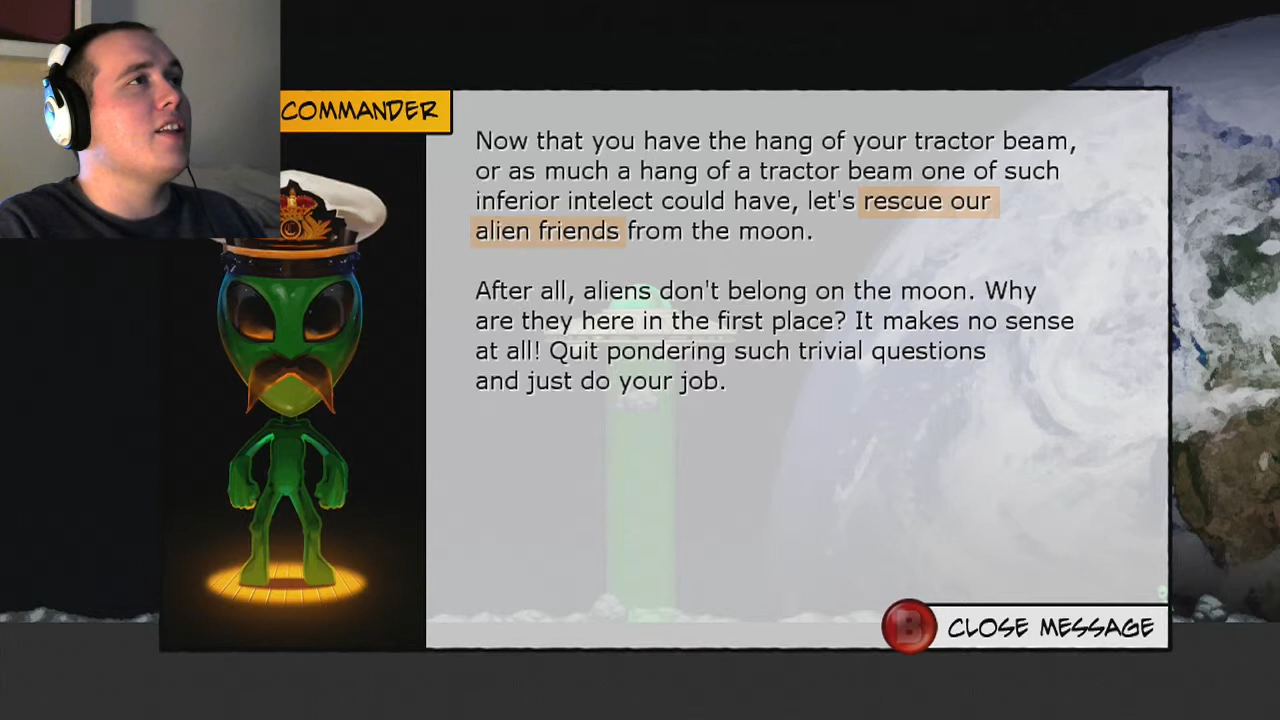 COMMANDER
Now that you have the hang of your tractor beam,
or as much a hang of a tractor beam one of such
inferior intelect could have, let's rescue our
alien friends from the moon.
After all, aliens don't belong on the moon. Why
are they here in the first place? It makes no sense
at all! Quit pondering such trivial questions
and just do your job.
B CLOSE MESSAGE